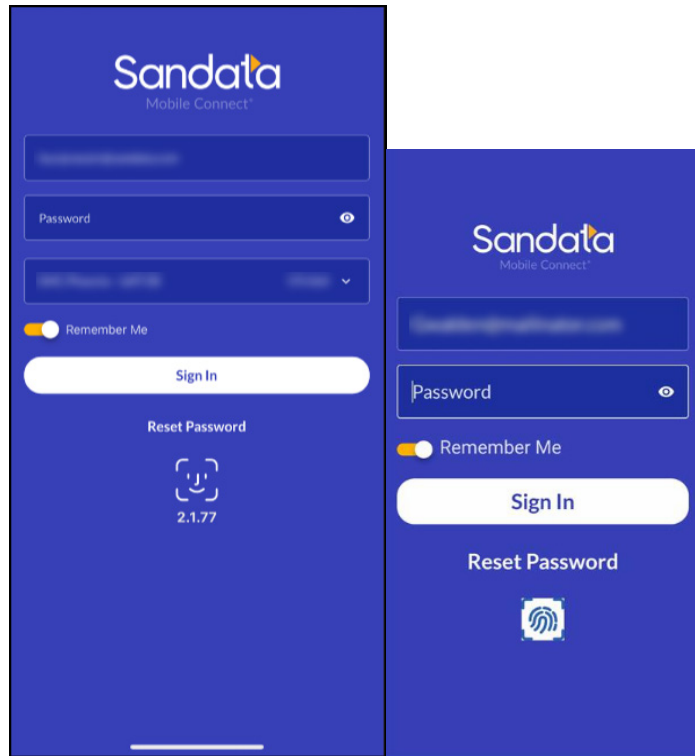 Sandata
Mobile Connect®
Password
Remember Me
Sign In
Reset Password
2.1.77
Sandata
Mobile Connect®
Password
Remember Me
Sign In
Reset Password